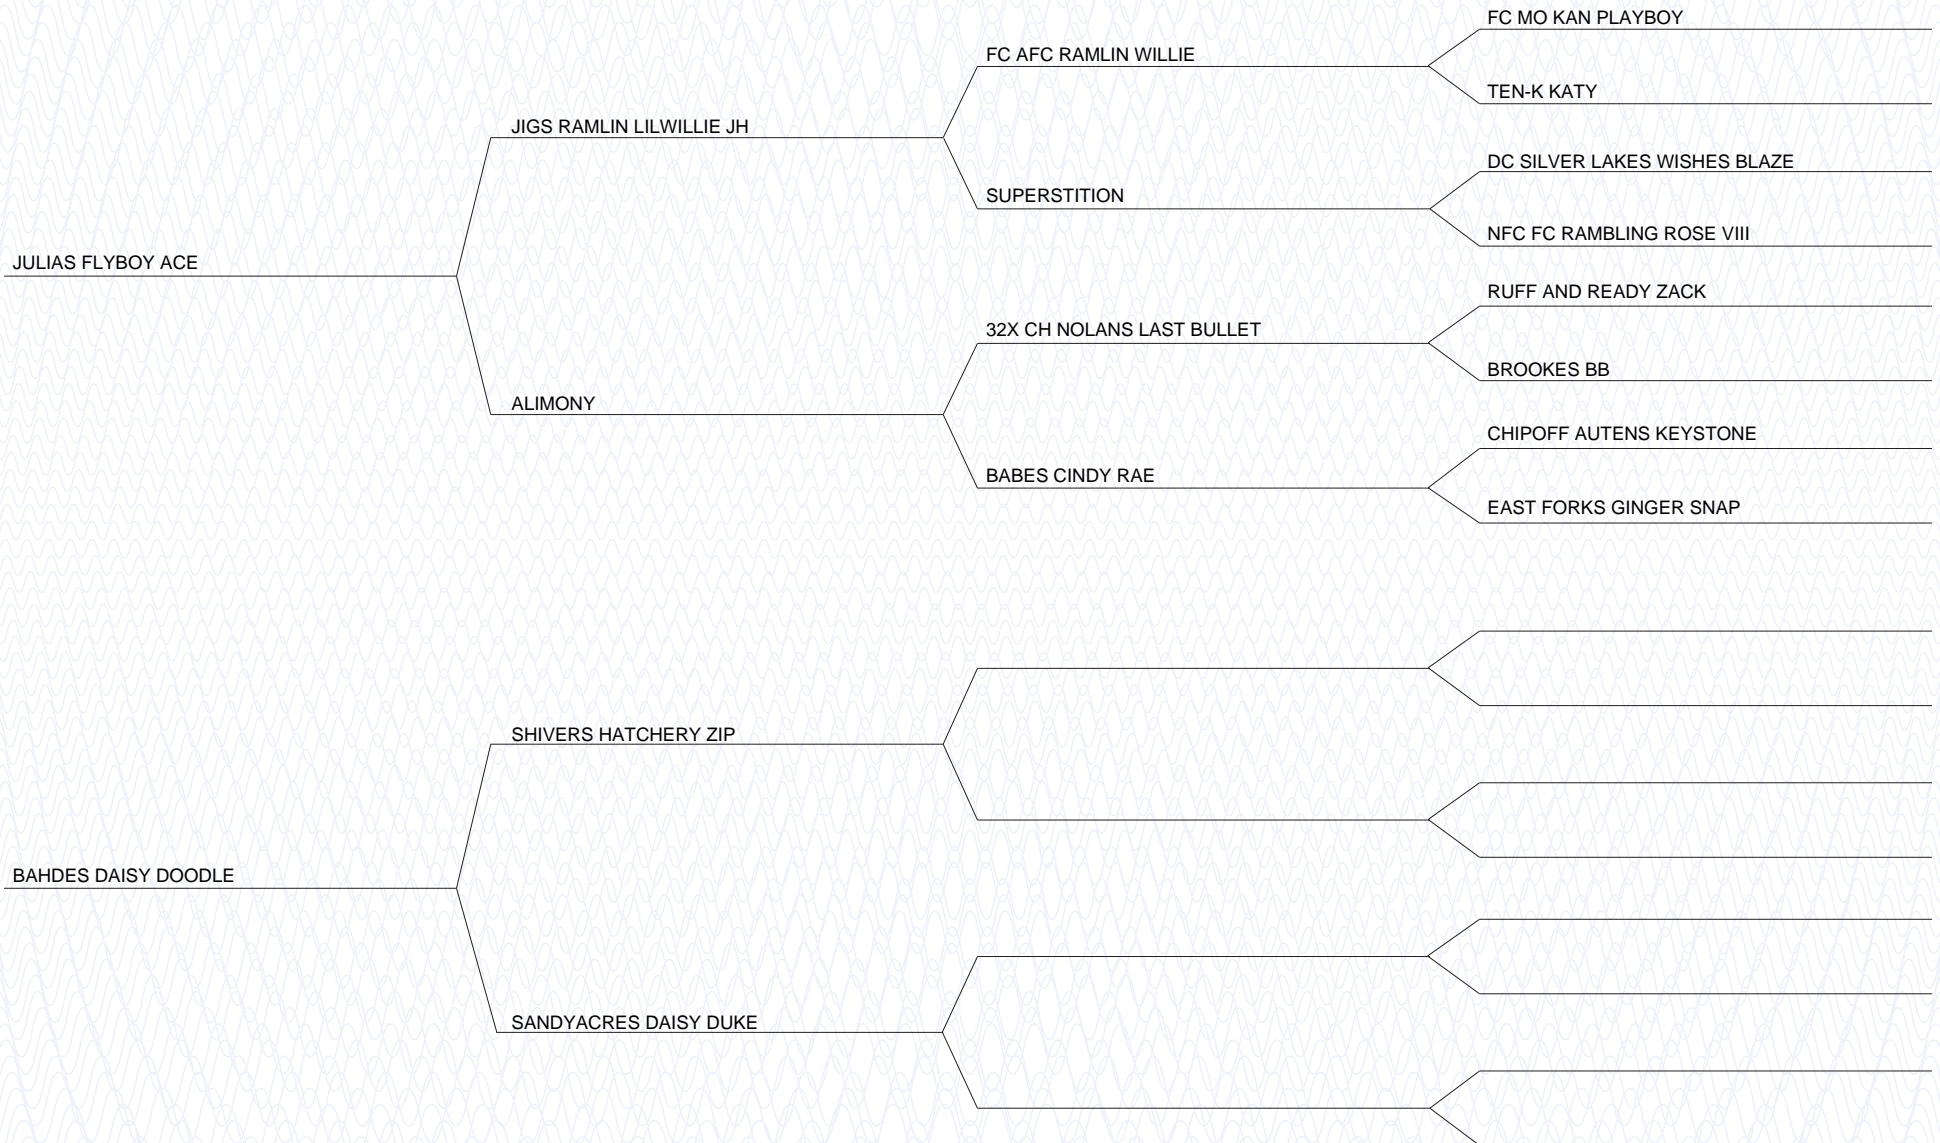 FC MO KAN PLAYBOY
FC AFC RAMLIN WILLIE
TEN-K KATY
JIGS RAMLIN LILWILLIE JH
DC SILVER LAKES WISHES BLAZE
SUPERSTITION
NFC FC RAMBLING ROSE VIII
JULIAS FLYBOY ACE
RUFF AND READY ZACK
32X CH NOLANS LAST BULLET
BROOKES BB
ALIMONY
CHIPOFF AUTENS KEYSTONE
BABES CINDY RAE
EAST FORKS GINGER SNAP
SHIVERS HATCHERY ZIP
BAHDES DAISY DOODLE
SANDYACRES DAISY DUKE